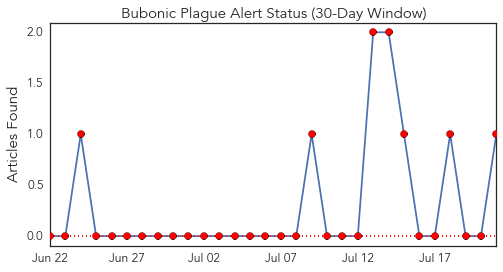 Bubonic Plague Alert Status (30-Day Window)
2.0
1.5
1.0
0.5
0.0
Articles Found
Jun 22 Jun 27 Jul 02 Jul 07 Jul 12 Jul 17